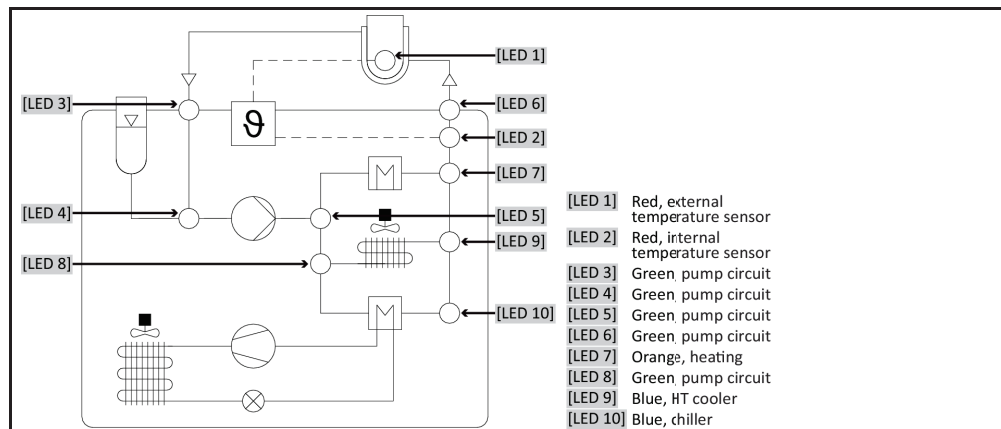 [LED 1]
[LED 3]
[LED 6]
ϑ
[LED 2]
[LED 7]
[LED 4]
[LED 5]
[LED 9]
[LED 8]
[LED 10]
[LED 1] Red, external
temperature sensor
[LED 2] Red, internal
temperature sensor
[LED 3] Green, pump circuit
[LED 4] Green, pump circuit
[LED 5] Green, pump circuit
[LED 6] Green, pump circuit
[LED 7] Orange, heating
[LED 8] Green, pump circuit
[LED 9] Blue, HT cooler
[LED 10] Blue, chiller